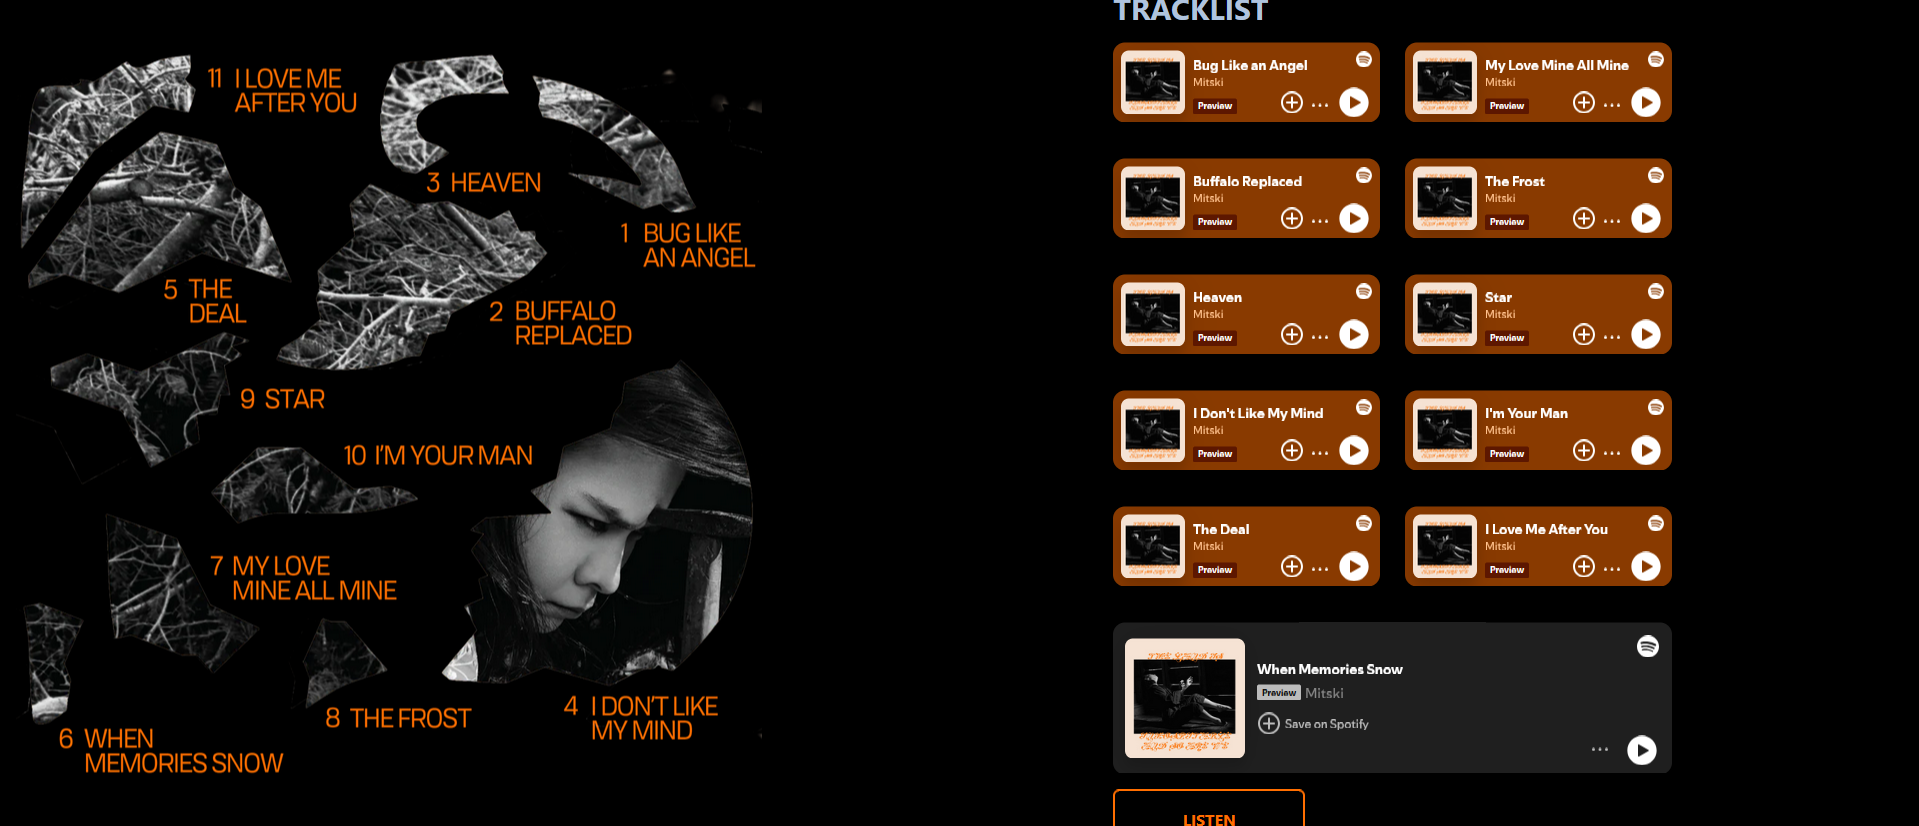 11 I LOVE ME
AFTER YOU
3 HEAVEN
1 BUG LIKE
AN ANGEL
5 THE
DEAL
2 BUFFALO
REPLACED
9 STAR
10 I'M YOUR MAN
7 MY LOVE
MINE ALL MINE
8 THE FROST
4 I DON'T LIKE
MY MIND
6 WHEN
MEMORIES SNOW
TRACKLIST
Bug Like an Angel
Mitski
Preview
My Love Mine All Mine
Mitski
Preview
Buffalo Replaced
Mitski
Preview
The Frost
Mitski
Preview
Heaven
Mitski
Preview
Star
Mitski
Preview
I Don't Like My Mind
Mitski
Preview
I'm Your Man
Mitski
Preview
The Deal
Mitski
Preview
I Love Me After You
Mitski
Preview
When Memories Snow
Preview Mitski
Save on Spotify
LISTEN